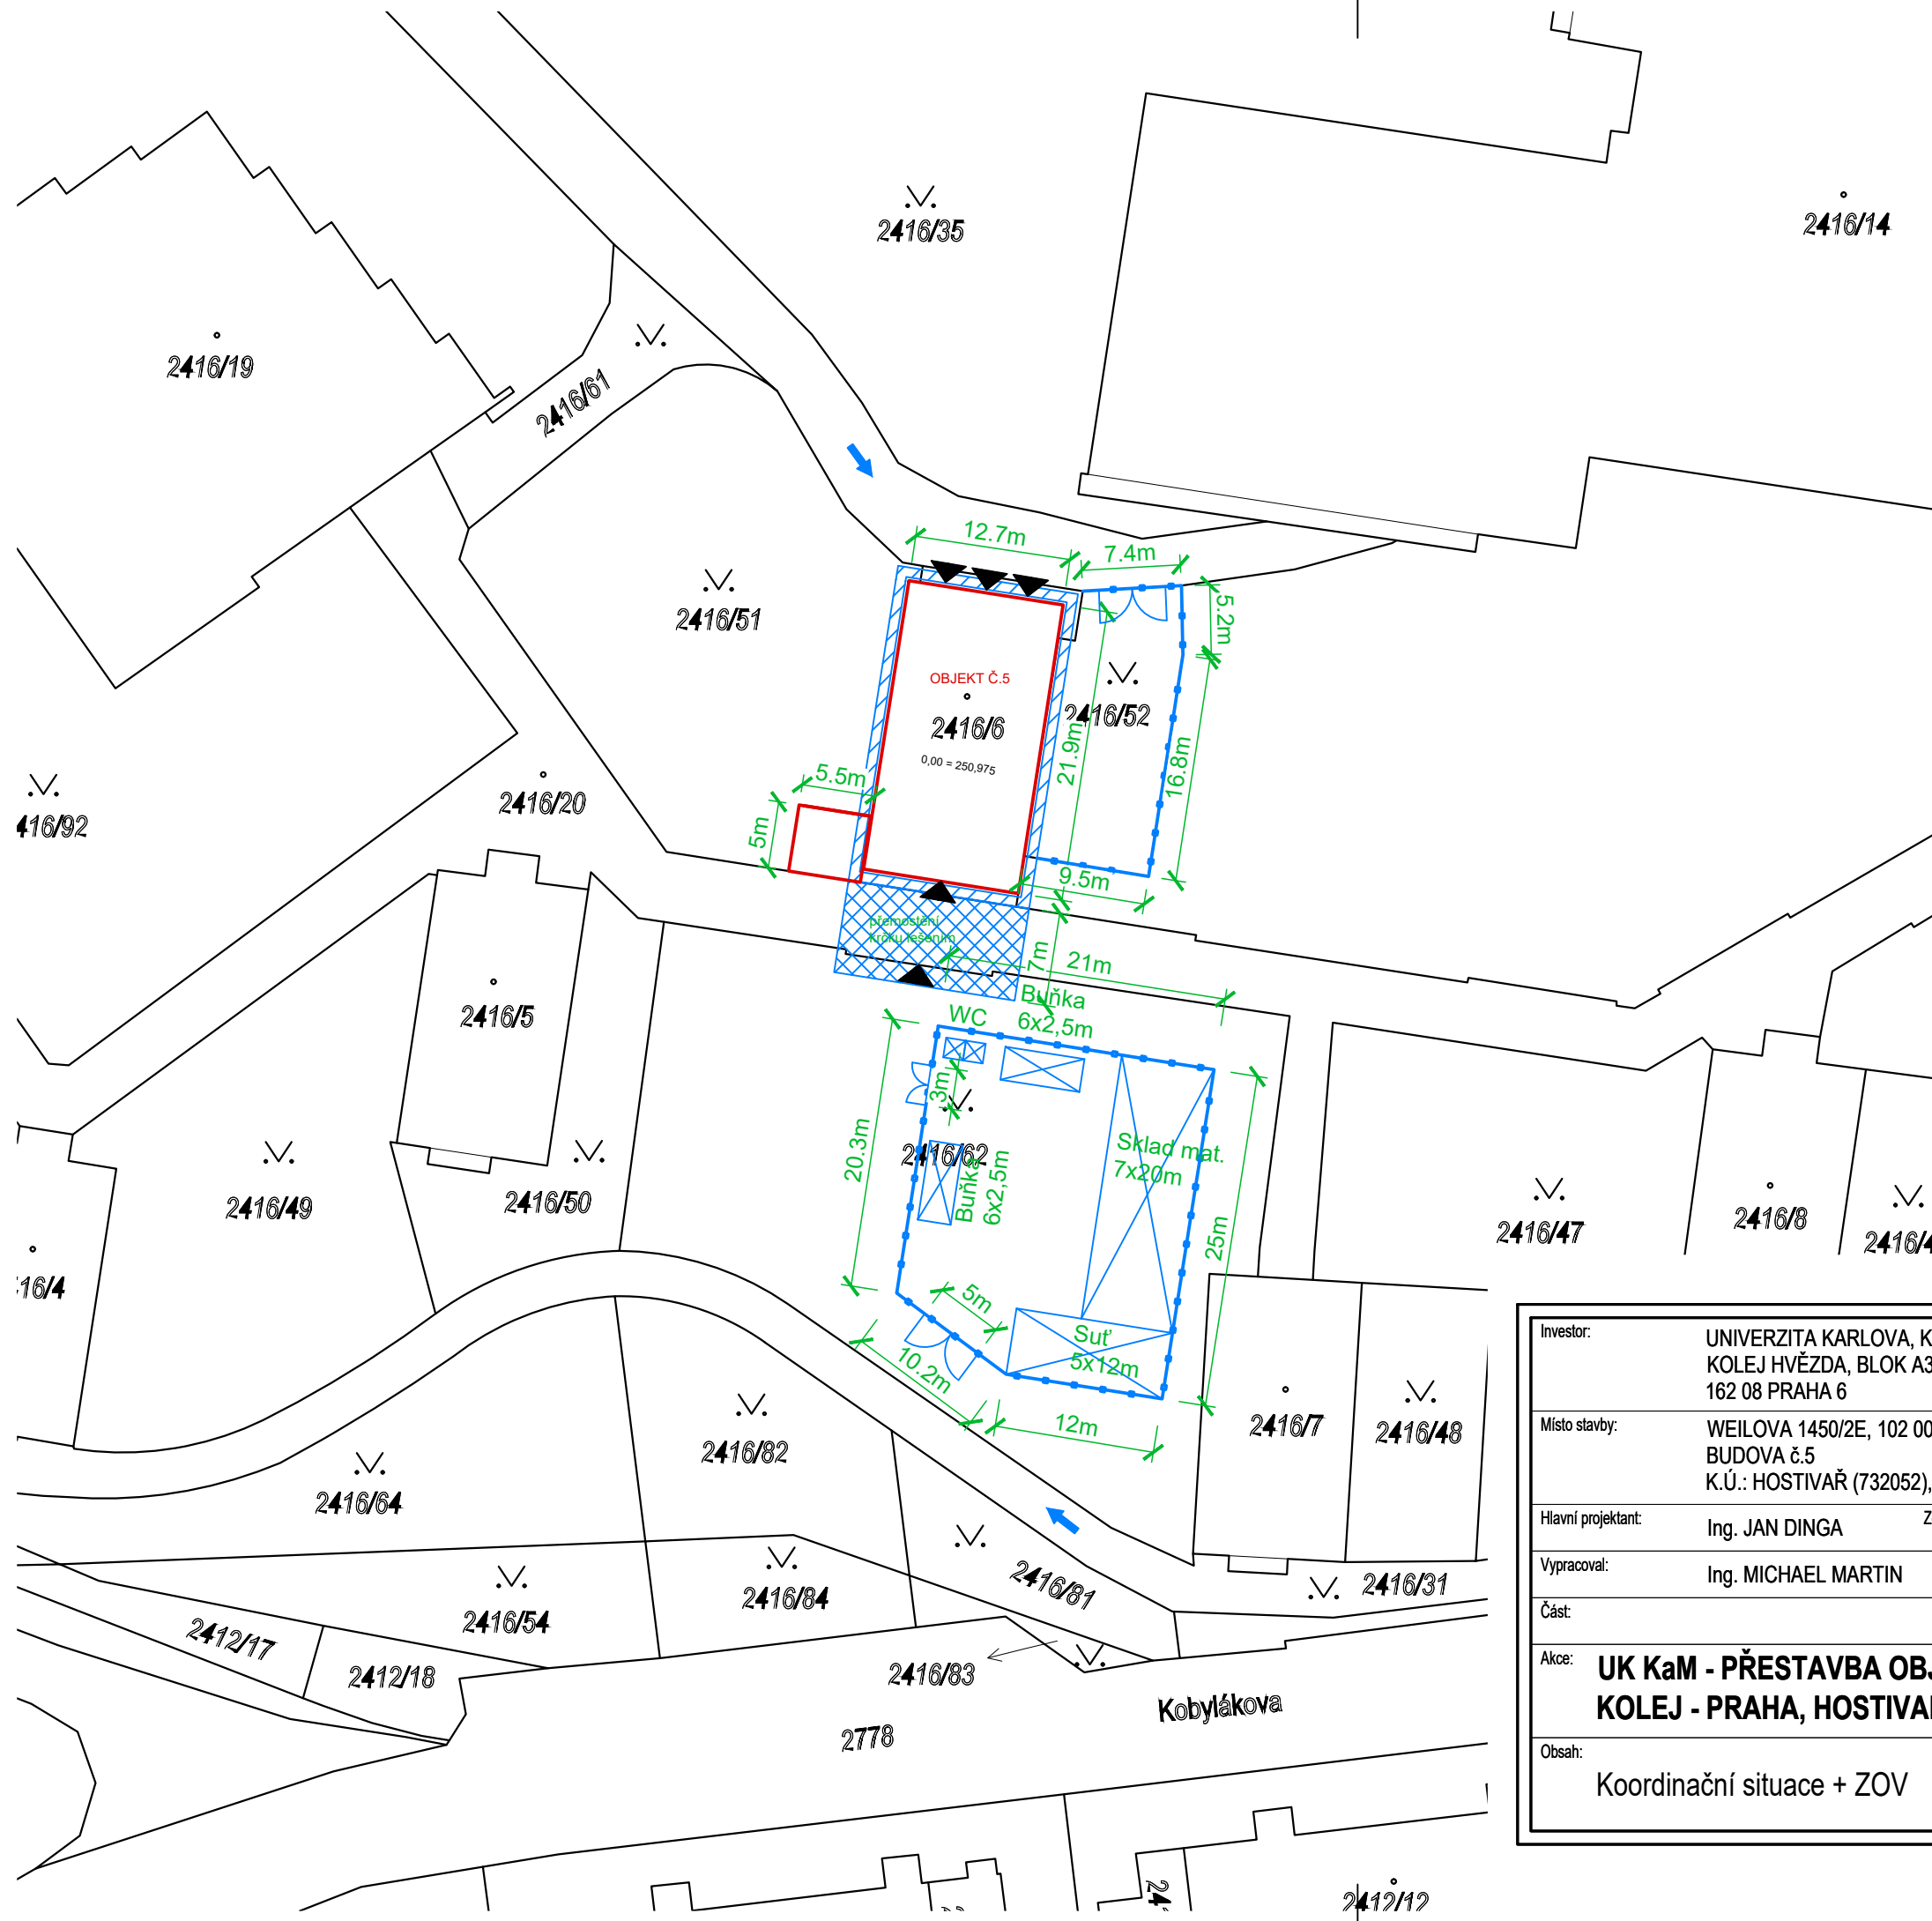 2416/35
2416/14
2416/19
2416/61
12.7m
7.4m
5.2m
2416/51
OBJEKT Č.5
2416/6
0,00 = 250,975
2416/52
21.9m
16.8m
5.5m
5m
2416/20
416/92
9.5m
přemostění
krčku lešením
7m
21m
2416/5
Buňka
6x2,5m
WC
3m
20.3m
2416/62
Buňka
6x2,5m
Sklad mat.
7x20m
25m
2416/49
2416/50
2416/47
2416/8
2416/4
16/4
5m
Suť
5x12m
10.2m
12m
2416/7
2416/48
2416/82
2416/64
2416/81
2416/31
2416/54
2416/84
2412/17
2412/18
2416/83
Kobylákova
2778
2412/12
Investor:
UNIVERZITA KARLOVA, K
KOLEJ HVĚZDA, BLOK A3
162 08 PRAHA 6
Místo stavby:
WEILOVA 1450/2E, 102 00
BUDOVA č.5
K.Ú.: HOSTIVAŘ (732052),
Hlavní projektant:
Ing. JAN DINGA
Z
Vypracoval:
Ing. MICHAEL MARTIN
Část:
Akce:
UK KaM - PŘESTAVBA OBJ
KOLEJ - PRAHA, HOSTIVAŘ
Obsah:
Koordinační situace + ZOV